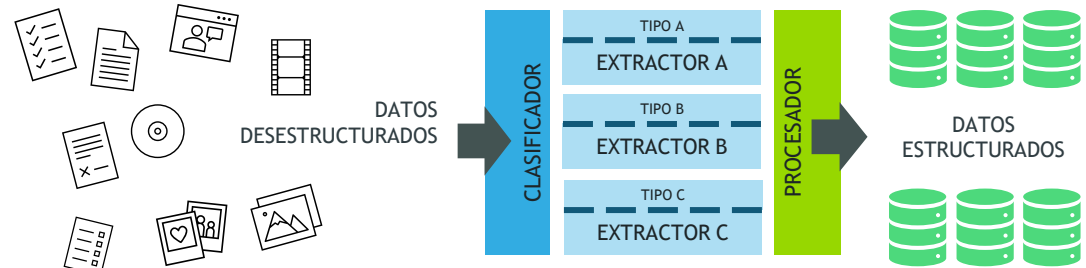 DATOS
DESESTRUCTURADOS
CLASIFICADOR
TIPO A
EXTRACTOR A
TIPO B
EXTRACTOR B
TIPO C
EXTRACTOR C
PROCESADOR
DATOS
ESTRUCTURADOS